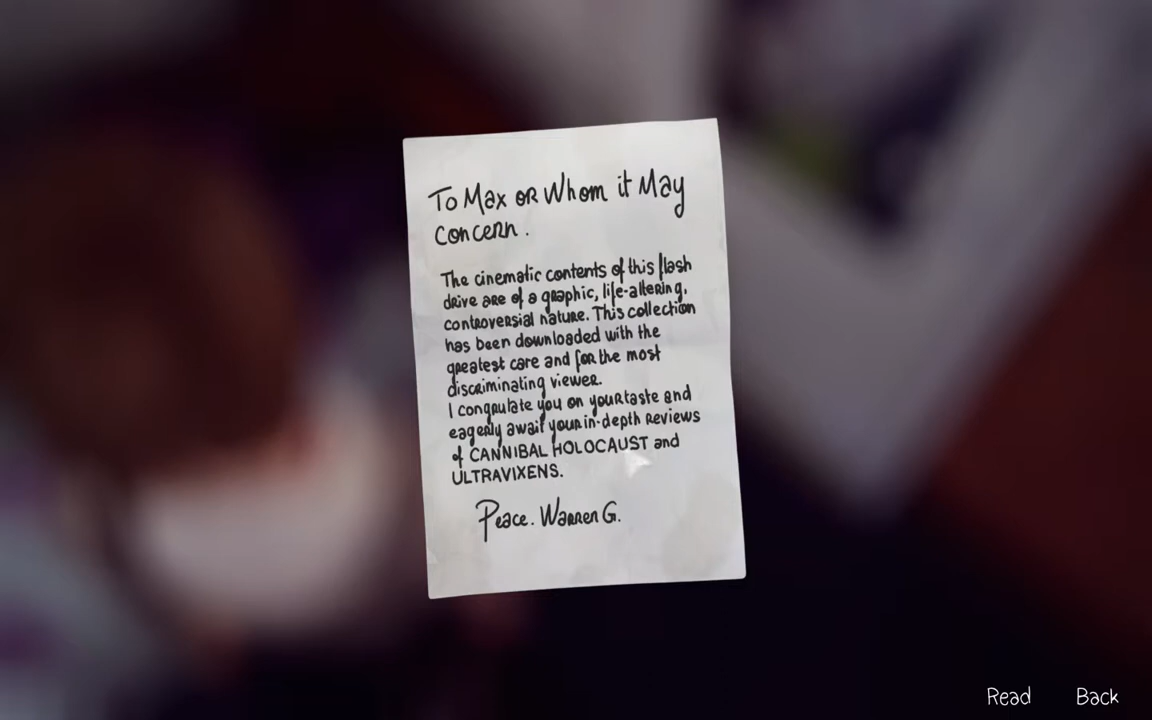 To Max or Whom it May
Concern.
The cinematic contents of this flash
drive are of a graphic, life-altering,
controversial nature. This collection
has been downloaded with the
greatest care and for the most
discriminating viewer.
I congrulate you on your taste and
eagerly await your in-depth reviews
of CANNIBAL HOLOCAUST and
ULTRAVIXENS.
Peace. Warren G.
Read Back